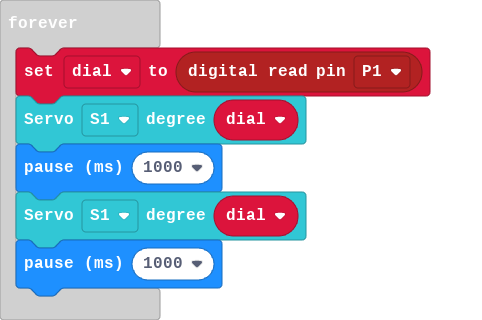 forever
set dial to digital read pin P1
Servo S1 degree dial
pause (ms) 1000
Servo S1 degree dial
pause (ms) 1000